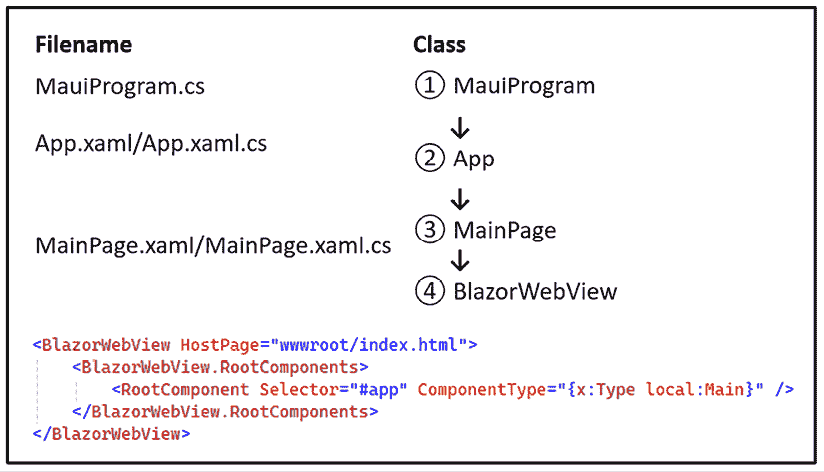 Filename Class
MauiProgram.cs ① MauiProgram
↓
App.xaml/App.xaml.cs ② App
↓
MainPage.xaml/MainPage.xaml.cs ③ MainPage
↓
④ BlazorWebView
<BlazorWebView HostPage="wwwroot/index.html">
    <BlazorWebView.RootComponents>
        <RootComponent Selector="#app" ComponentType="{x:Type local:Main}" />
    </BlazorWebView.RootComponents>
</BlazorWebView>